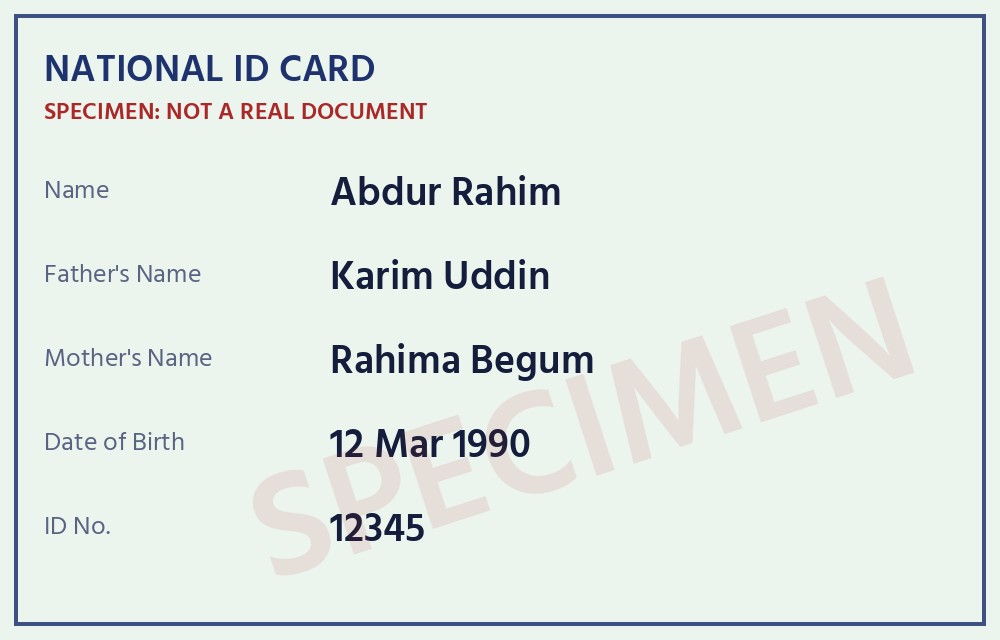 NATIONAL ID CARD
SPECIMEN: NOT A REAL DOCUMENT
Name Abdur Rahim
Father's Name Karim Uddin
Mother's Name Rahima Begum
Date of Birth 12 Mar 1990
ID No. 12345
SPECIMEN